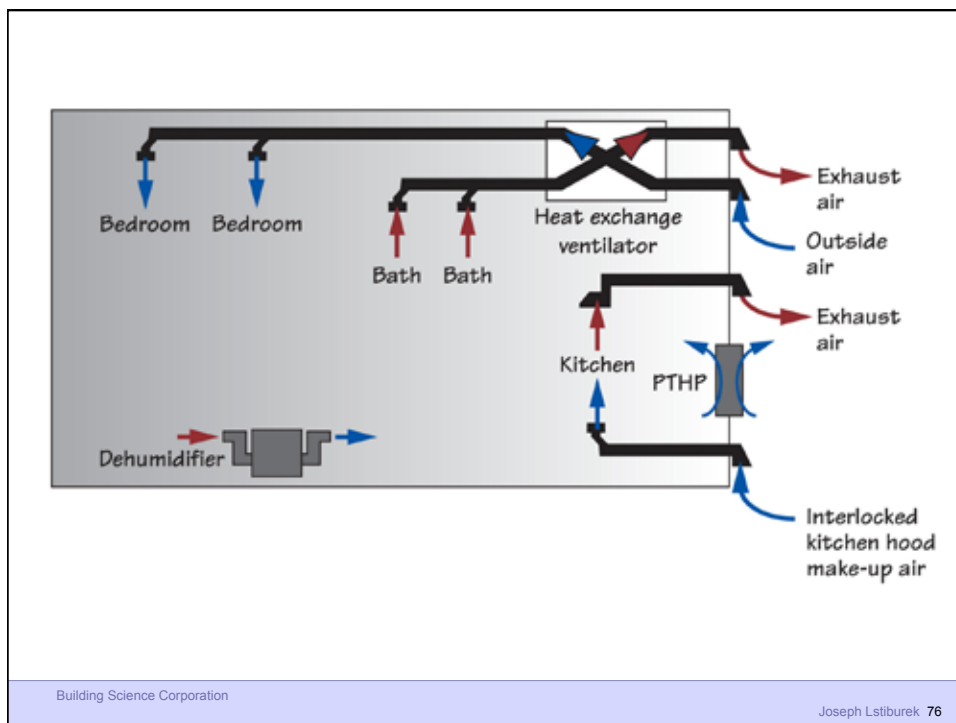 Exhaust
air
Bedroom
Bedroom
Heat exchange
ventilator
Outside
air
Bath
Bath
Exhaust
air
Kitchen
PTHP
Dehumidifier
Interlocked
kitchen hood
make-up air
Building Science Corporation
Joseph Lstiburek 76